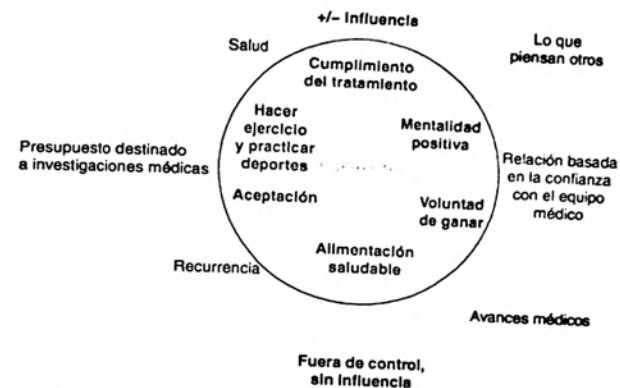 +/– Influencia
Lo que
piensan otros
Salud
Cumplimiento
del tratamiento
Hacer
ejercicio
y practicar
deportes
Mentalidad
positiva
Presupuesto destinado
a investigaciones médicas
Relación basada
en la confianza
con el equipo
médico
Aceptación
Voluntad
de ganar
Alimentación
saludable
Recurrencia
Avances médicos
Fuera de control,
sin influencia